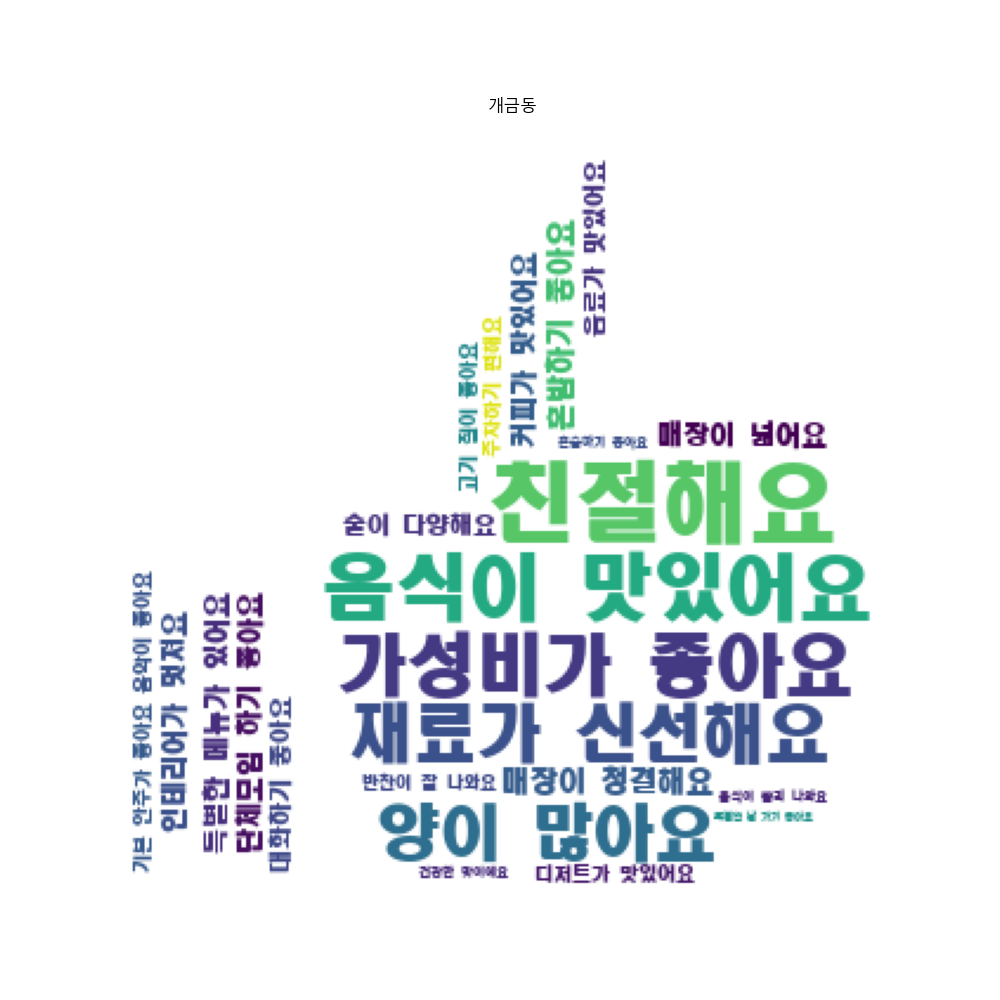 개금동
음료가 맛있어요
혼밥하기 좋아요
커피가 맛있어요
주차하기 편해요
고기 질이 좋아요
혼술하기 좋아요
매장이 넓어요
친절해요
술이 다양해요
음식이 맛있어요
가성비가 좋아요
재료가 신선해요
반찬이 잘 나와요
매장이 청결해요
음식이 빨리 나와요
특별한 날 가기 좋아요
양이 많아요
건강한 맛이에요
디저트가 맛있어요
기본 안주가 좋아요
음악이 좋아요
인테리어가 멋져요
특별한 메뉴가 있어요
단체모임 하기 좋아요
대화하기 좋아요